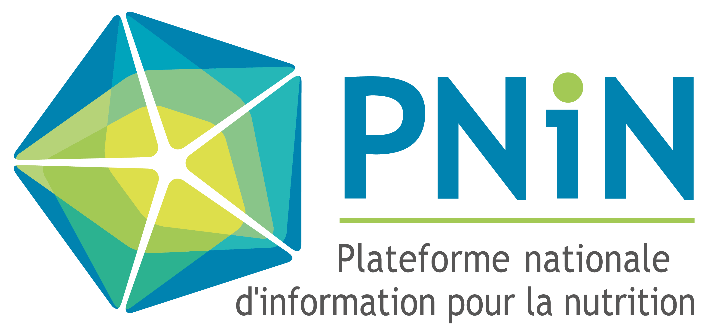 PNiN
Plateforme nationale
d'information pour la nutrition